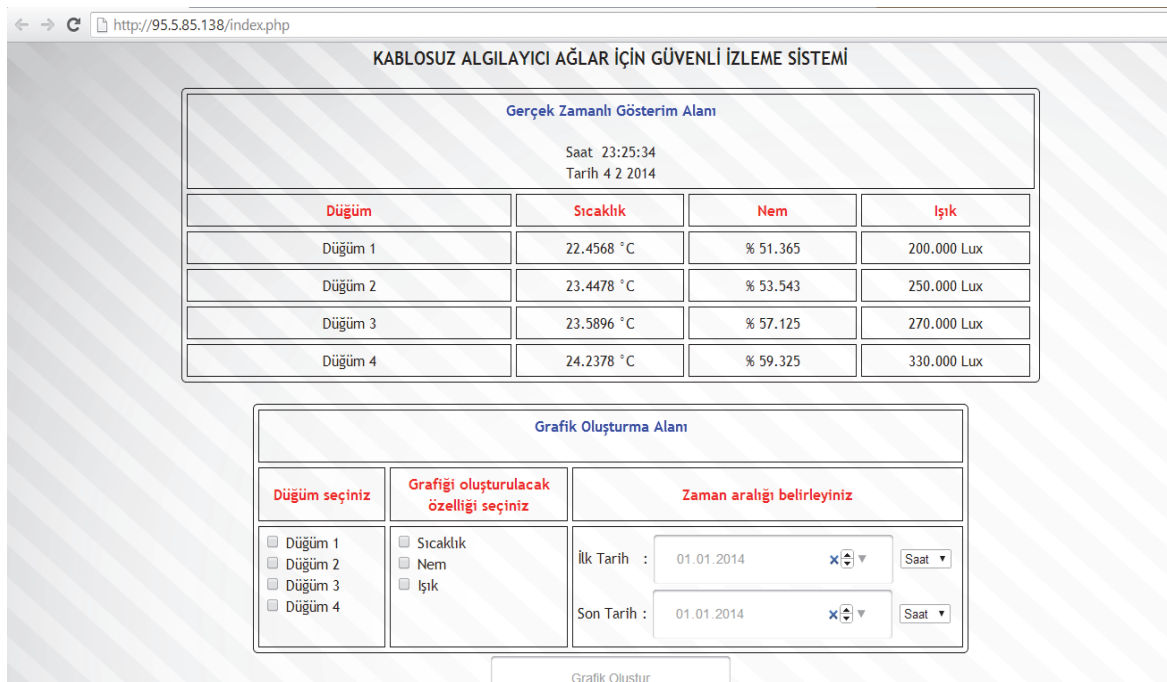 http://95.5.85.138/index.php
KABLOSUZ ALGILAYICI AĞLAR İÇİN GÜVENLİ İZLEME SİSTEMİ
Gerçek Zamanlı Gösterim Alanı
Saat 23:25:34
Tarih 4 2 2014
Düğüm Sıcaklık Nem Işık
Düğüm 1 22.4568 °C % 51.365 200.000 Lux
Düğüm 2 23.4478 °C % 53.543 250.000 Lux
Düğüm 3 23.5896 °C % 57.125 270.000 Lux
Düğüm 4 24.2378 °C % 59.325 330.000 Lux
Grafik Oluşturma Alanı
Düğüm seçiniz
Grafiği oluşturulacak
özelliği seçiniz
Zaman aralığı belirleyiniz
Düğüm 1
Düğüm 2
Düğüm 3
Düğüm 4
Sıcaklık
Nem
Işık
İlk Tarih : 01.01.2014 Saat
Son Tarih : 01.01.2014 Saat
Grafik Oluştur